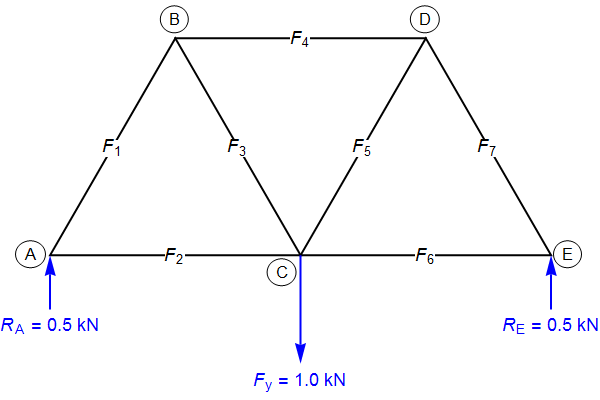 B
D
F4
F1
F3
F5
F7
A
F2
C
F6
E
RA = 0.5 kN
RE = 0.5 kN
Fy = 1.0 kN